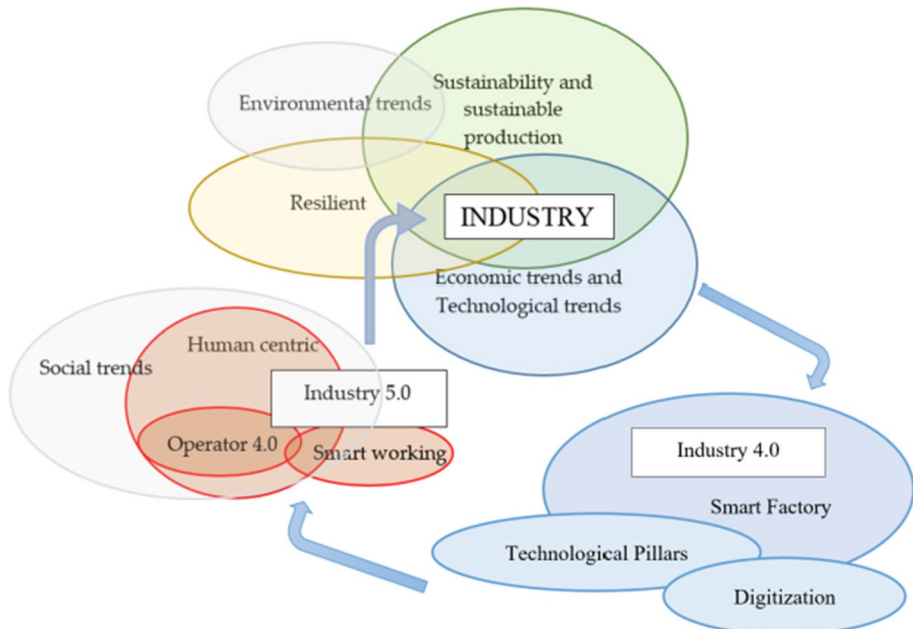 Environmental trends
Sustainability and
sustainable
production
Resilient
INDUSTRY
Economic trends and
Technological trends
Human centric
Social trends
Industry 5.0
Operator 4.0
Smart working
Industry 4.0
Smart Factory
Technological Pillars
Digitization